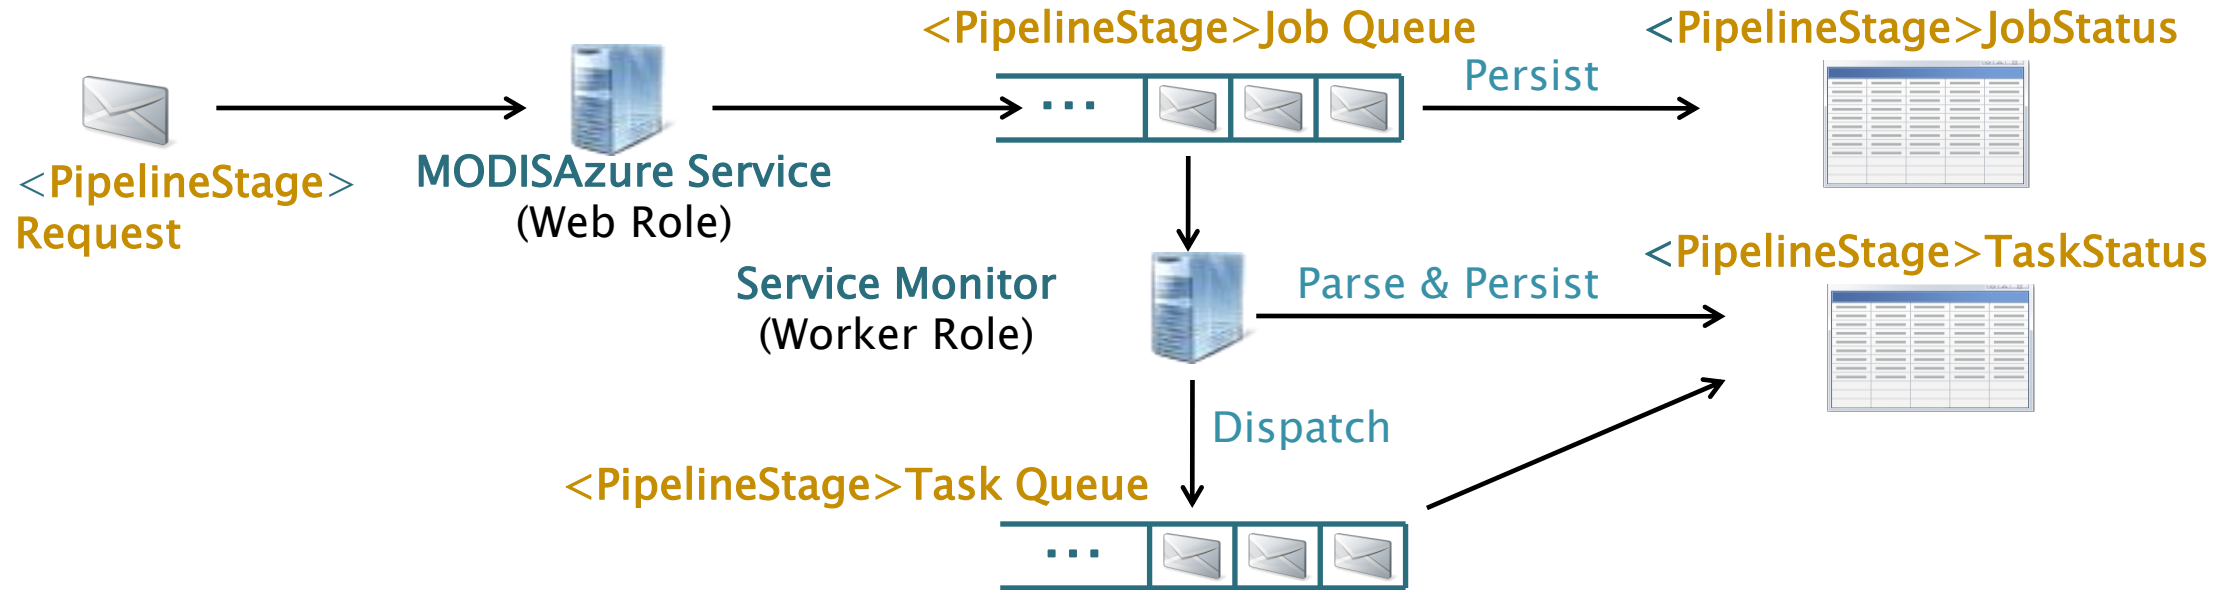 <PipelineStage>Job Queue
<PipelineStage>JobStatus
Persist
<PipelineStage>
Request
MODISAzure Service
(Web Role)
Service Monitor
(Worker Role)
Parse & Persist
<PipelineStage>TaskStatus
Dispatch
<PipelineStage>Task Queue